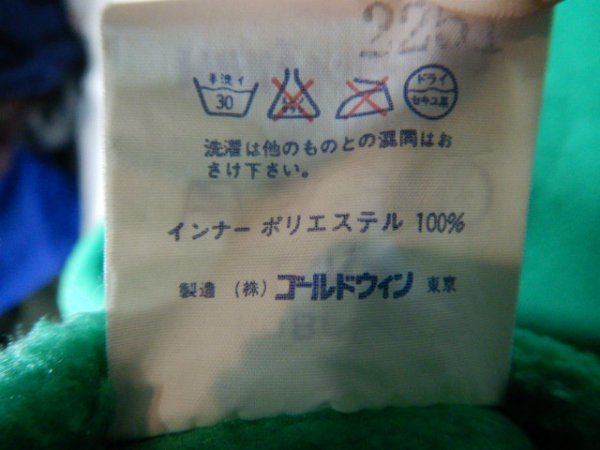 手洗イ
30
ドライ
セキユ系
洗濯は他のものとの混同はお
さけ下さい。
インナー ポリエステル 100%
製造 (株) ゴールドウィン 東京